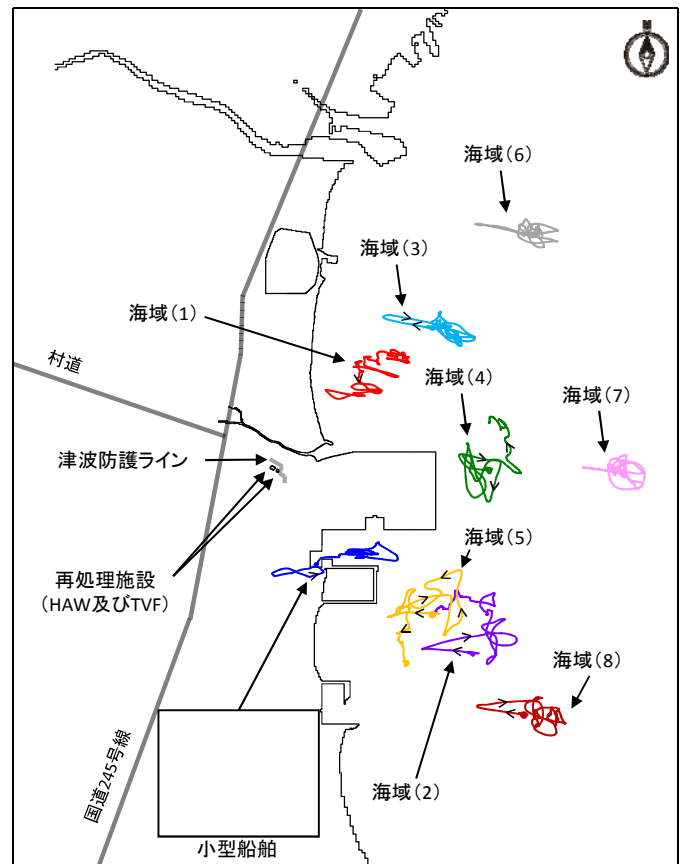 海域(6)
海域(3)
海域(1)
海域(4)
海域(7)
村道
津波防護ライン
海域(5)
再処理施設
(HAW及びTVF)
海域(8)
国道245号線
海域(2)
小型船舶